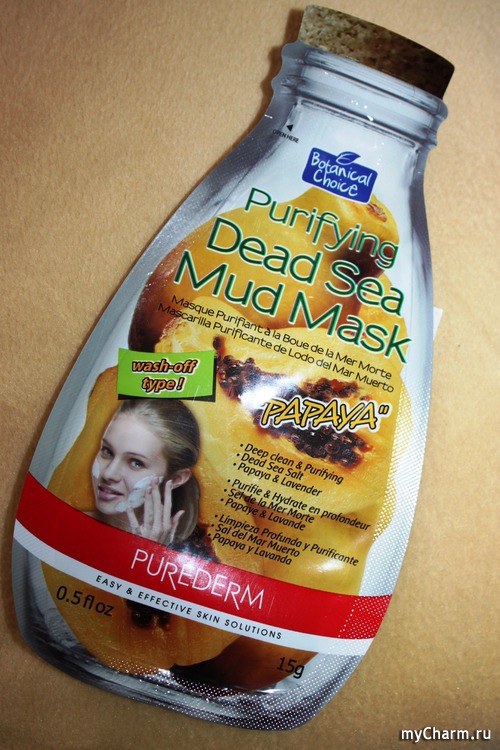 OPEN HERE
Botanical
Choice
Purifying
Dead Sea
Mud Mask
Masque Purifiant à la Boue de la Mer Morte
Mascarilla Purificante de Lodo del Mar Muerto
wash-off
type!
PAPAYA"
• Deep clean & Purifying
• Dead Sea Salt
• Papaya & Lavender
• Purifie & Hydrate en profondeur
• Sel de la Mer Morte
• Papaye & Lavande
• Limpieza Profunda y Purificante
• Sal del Mar Muerto
• Papaya y Lavanda
PUREDERM
EASY & EFFECTIVE SKIN SOLUTIONS
0.5 fl oz
15g
myCharm.ru